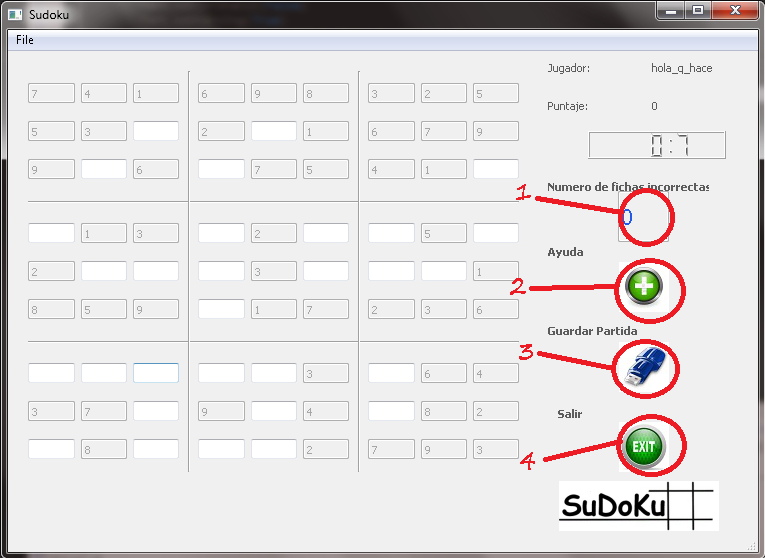 Sudoku
File
7 4 1 6 9 8 3 2 5
5 3 2 1 6 7 9
9 6 7 5 4 1
1 3 2 5
2 3 1
8 5 9 1 7 2 3 6
3 6 4
3 7 9 4 8 2
8 2 7 9 3
Jugador: hola_q_hace
Puntaje: 0
0:7
Numero de fichas incorrectas
1
0
Ayuda
2
Guardar Partida
3
Salir
4
EXIT
SuDoKu